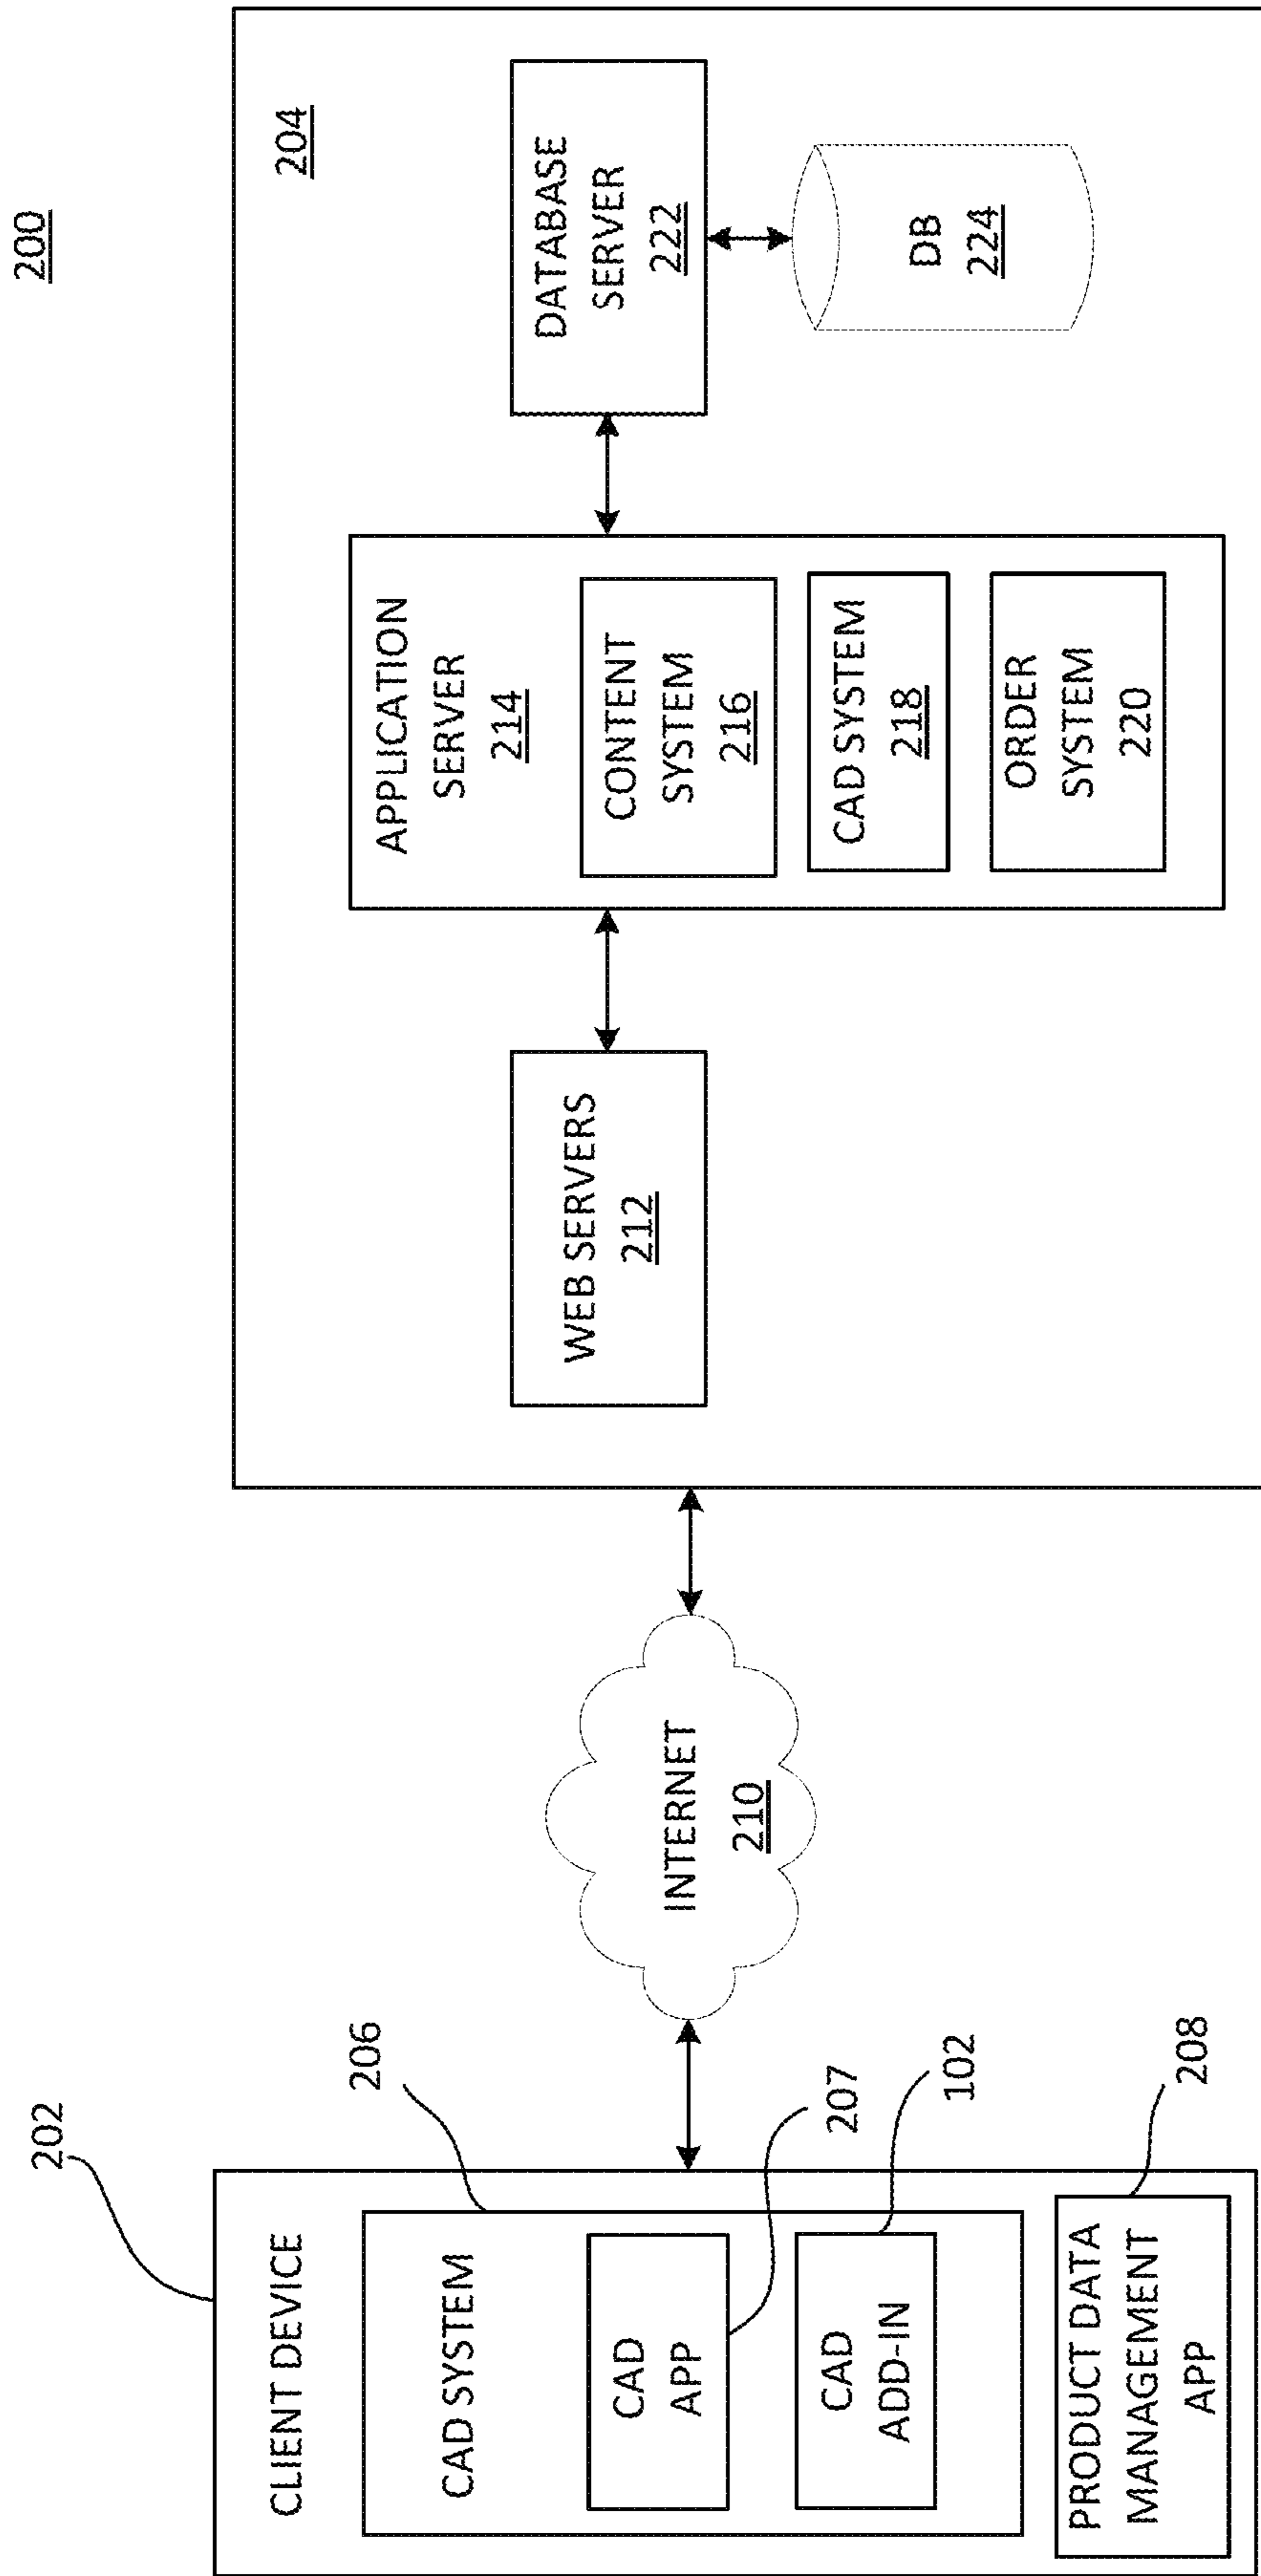 200
202
CLIENT DEVICE
206
CAD SYSTEM
CAD
APP
207
CAD
ADD-IN
102
PRODUCT DATA
MANAGEMENT
APP
208
INTERNET
210
204
WEB SERVERS
212
APPLICATION
SERVER
214
CONTENT
SYSTEM
216
CAD SYSTEM
218
ORDER
SYSTEM
220
DATABASE
SERVER
222
DB
224